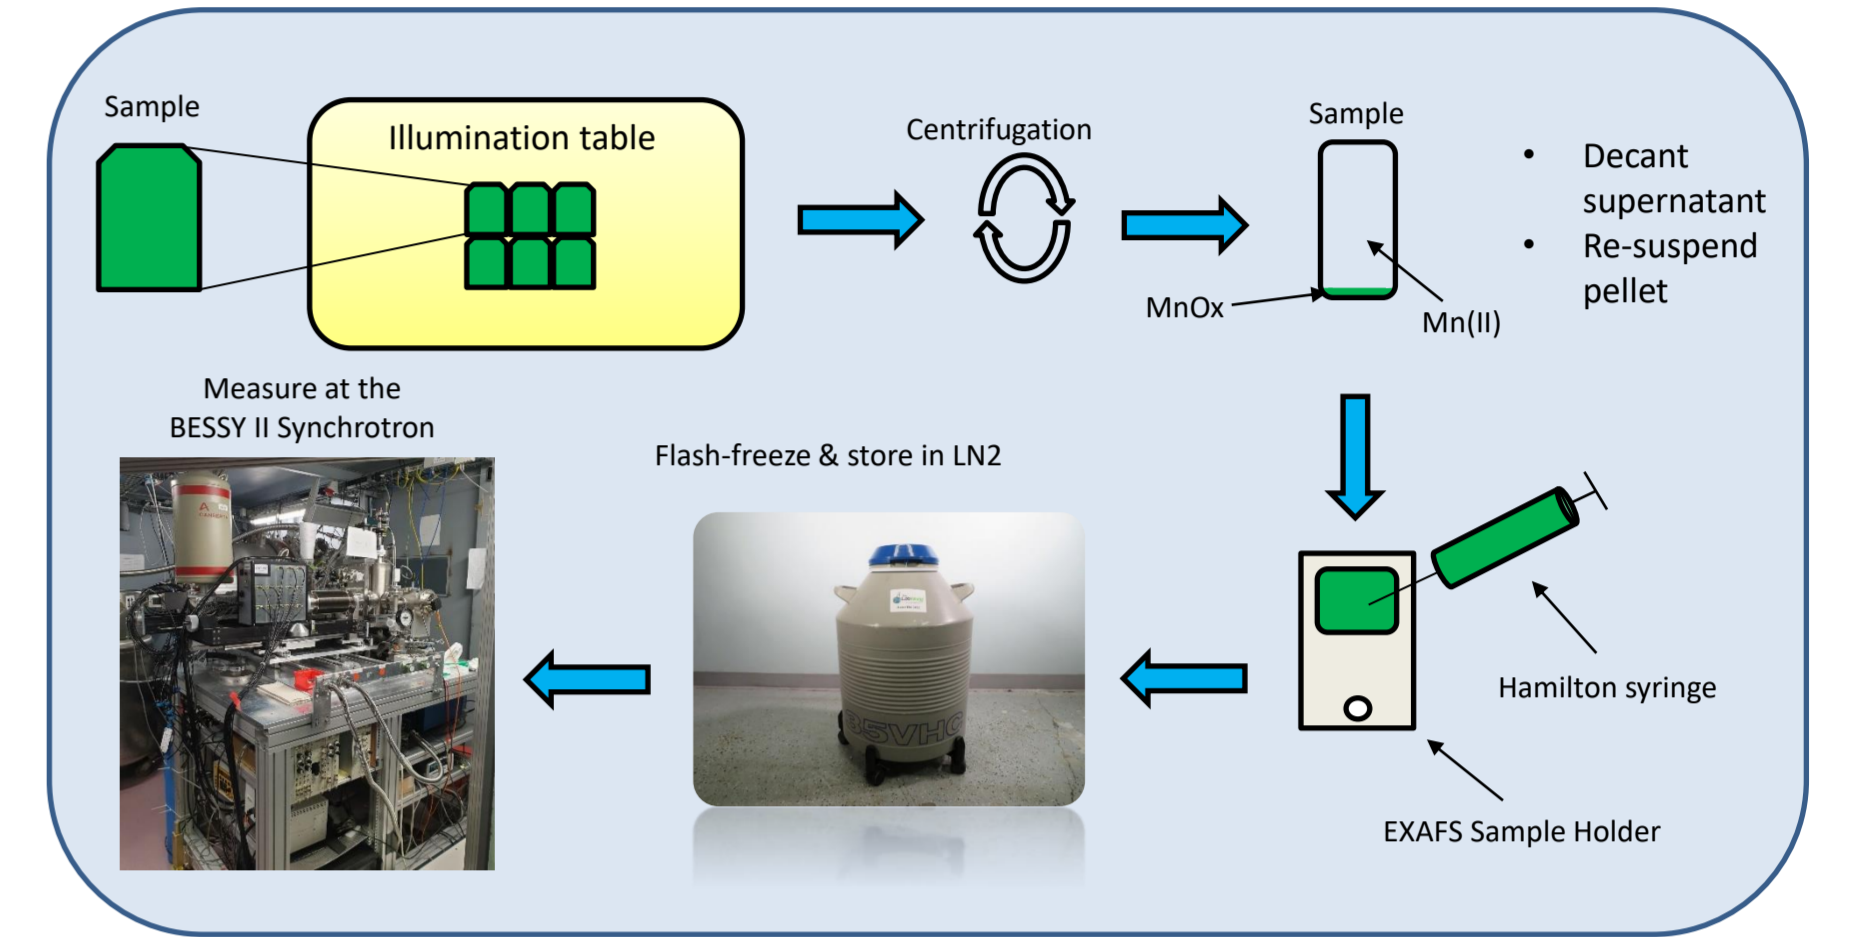 Sample
Illumination table
Centrifugation
Sample
• Decant
supernatant
• Re-suspend
pellet
MnOx
Mn(II)
Measure at the
BESSY II Synchrotron
Flash-freeze & store in LN2
35VHC
Hamilton syringe
EXAFS Sample Holder